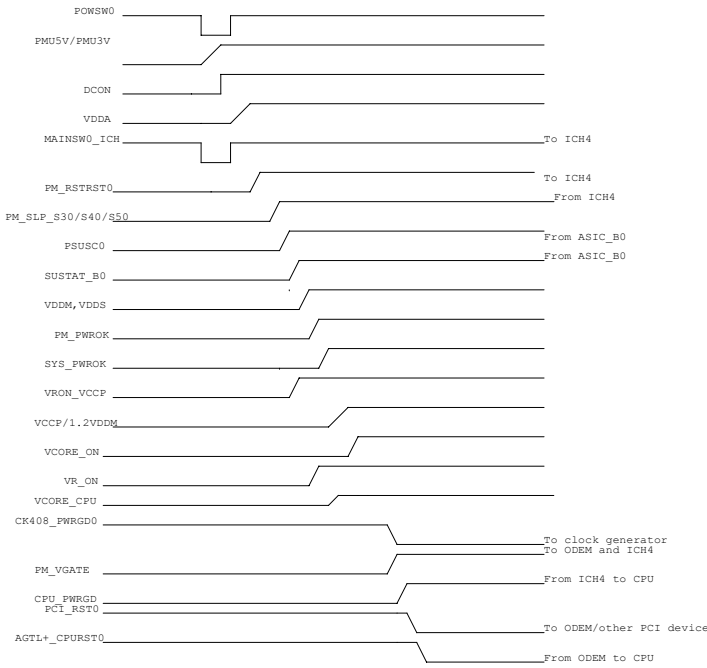 POWSW0
PMU5V/PMU3V
DCON
VDDA
MAINSW0_ICH To ICH4
PM_RSTRST0 To ICH4
PM_SLP_S30/S40/S50 From ICH4
PSUSC0 From ASIC_B0
SUSTAT_B0 From ASIC_B0
VDDM,VDDS
PM_PWROK
SYS_PWROK
VRON_VCCP
VCCP/1.2VDDM
VCORE_ON
VR_ON
VCORE_CPU
CK408_PWRGD0 To clock generator
PM_VGATE To ODEM and ICH4
CPU_PWRGD From ICH4 to CPU
PCI_RST0 To ODEM/other PCI device
AGTL+_CPURST0 From ODEM to CPU